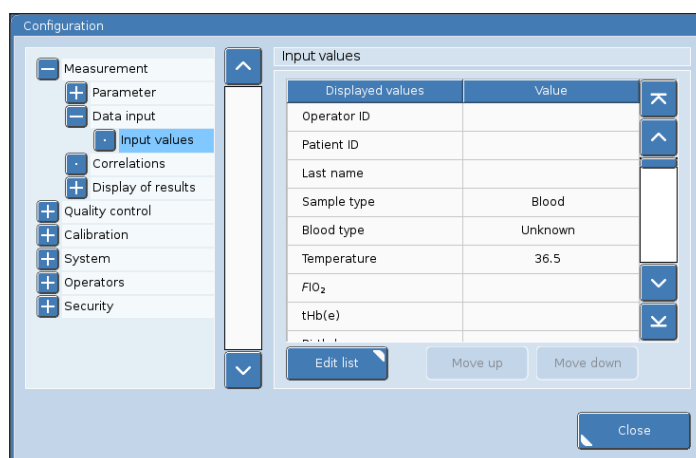 Configuration
Measurement
Parameter
Data input
Input values
Correlations
Display of results
Quality control
Calibration
System
Operators
Security
Input values
Displayed values Value
Operator ID
Patient ID
Last name
Sample type Blood
Blood type Unknown
Temperature 36.5
FIO₂
tHb(e)
Edit list Move up Move down
Close